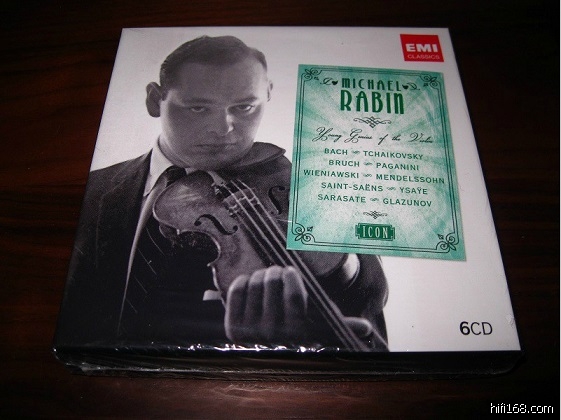 EMI
CLASSICS
MICHAEL
RABIN
Young Genius of the Violin
BACH TCHAIKOVSKY
BRUCH PAGANINI
WIENIAWSKI MENDELSSOHN
SAINT-SAËNS YSAŸE
SARASATE GLAZUNOV
ICON
6CD
hifi168.com